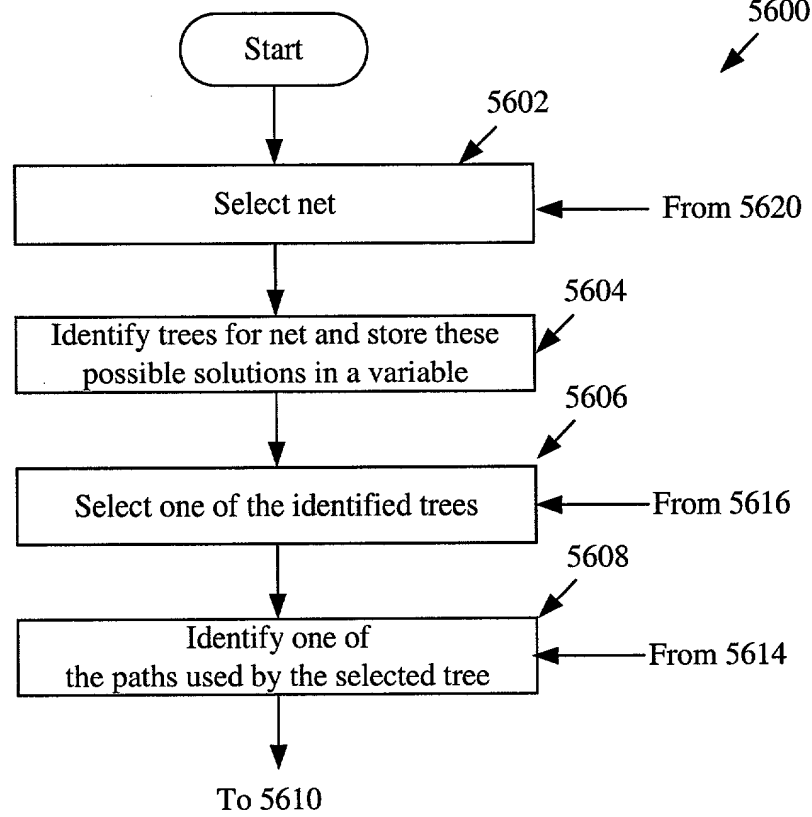 5600
Start
5602
Select net
From 5620
5604
Identify trees for net and store these
possible solutions in a variable
5606
Select one of the identified trees
From 5616
5608
Identify one of
the paths used by the selected tree
From 5614
To 5610